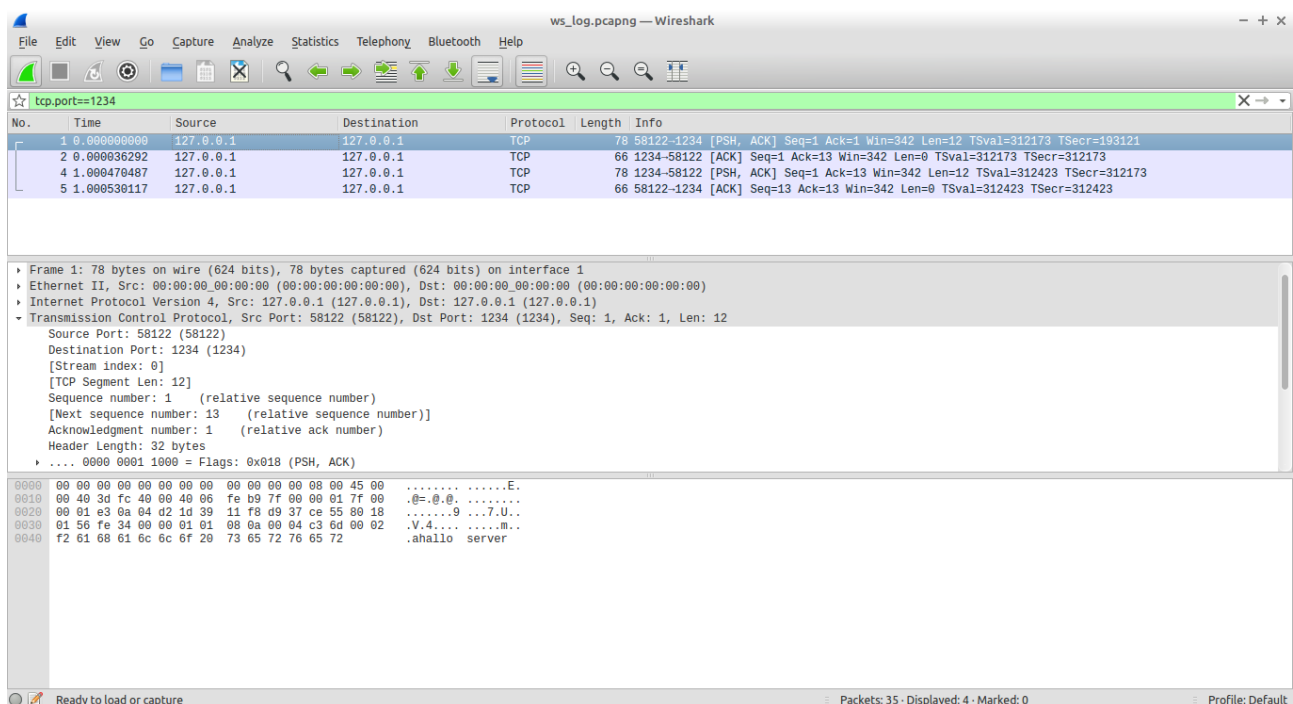 ws_log.pcapng — Wireshark
File Edit View Go Capture Analyze Statistics Telephony Bluetooth Help
tcp.port==1234
No. Time Source Destination Protocol Length Info
1 0.000000000 127.0.0.1 127.0.0.1 TCP 78 58122→1234 [PSH, ACK] Seq=1 Ack=1 Win=342 Len=12 TSval=312173 TSecr=193121
2 0.000036292 127.0.0.1 127.0.0.1 TCP 66 1234→58122 [ACK] Seq=1 Ack=13 Win=342 Len=0 TSval=312173 TSecr=312173
4 1.000470487 127.0.0.1 127.0.0.1 TCP 78 1234→58122 [PSH, ACK] Seq=1 Ack=13 Win=342 Len=12 TSval=312423 TSecr=312173
5 1.000530117 127.0.0.1 127.0.0.1 TCP 66 58122→1234 [ACK] Seq=13 Ack=13 Win=342 Len=0 TSval=312423 TSecr=312423
Frame 1: 78 bytes on wire (624 bits), 78 bytes captured (624 bits) on interface 1
Ethernet II, Src: 00:00:00_00:00:00 (00:00:00:00:00:00), Dst: 00:00:00_00:00:00 (00:00:00:00:00:00)
Internet Protocol Version 4, Src: 127.0.0.1 (127.0.0.1), Dst: 127.0.0.1 (127.0.0.1)
Transmission Control Protocol, Src Port: 58122 (58122), Dst Port: 1234 (1234), Seq: 1, Ack: 1, Len: 12
Source Port: 58122 (58122)
Destination Port: 1234 (1234)
[Stream index: 0]
[TCP Segment Len: 12]
Sequence number: 1 (relative sequence number)
[Next sequence number: 13 (relative sequence number)]
Acknowledgment number: 1 (relative ack number)
Header Length: 32 bytes
.... 0000 0001 1000 = Flags: 0x018 (PSH, ACK)
0000 00 00 00 00 00 00 00 00 00 00 00 00 08 00 45 00 ........ ......E.
0010 00 40 3d fc 40 00 40 06 fe b9 7f 00 00 01 7f 00 .@=.@.@. ........
0020 00 01 e3 0a 04 d2 1d 39 11 f8 d9 37 ce 55 80 18 .......9 ...7.U..
0030 01 56 fe 34 00 00 01 01 08 0a 00 04 c3 6d 00 02 .V.4.... .....m..
0040 f2 61 68 61 6c 6c 6f 20 73 65 72 76 65 72 .ahallo server
Ready to load or capture Packets: 35 · Displayed: 4 · Marked: 0 Profile: Default